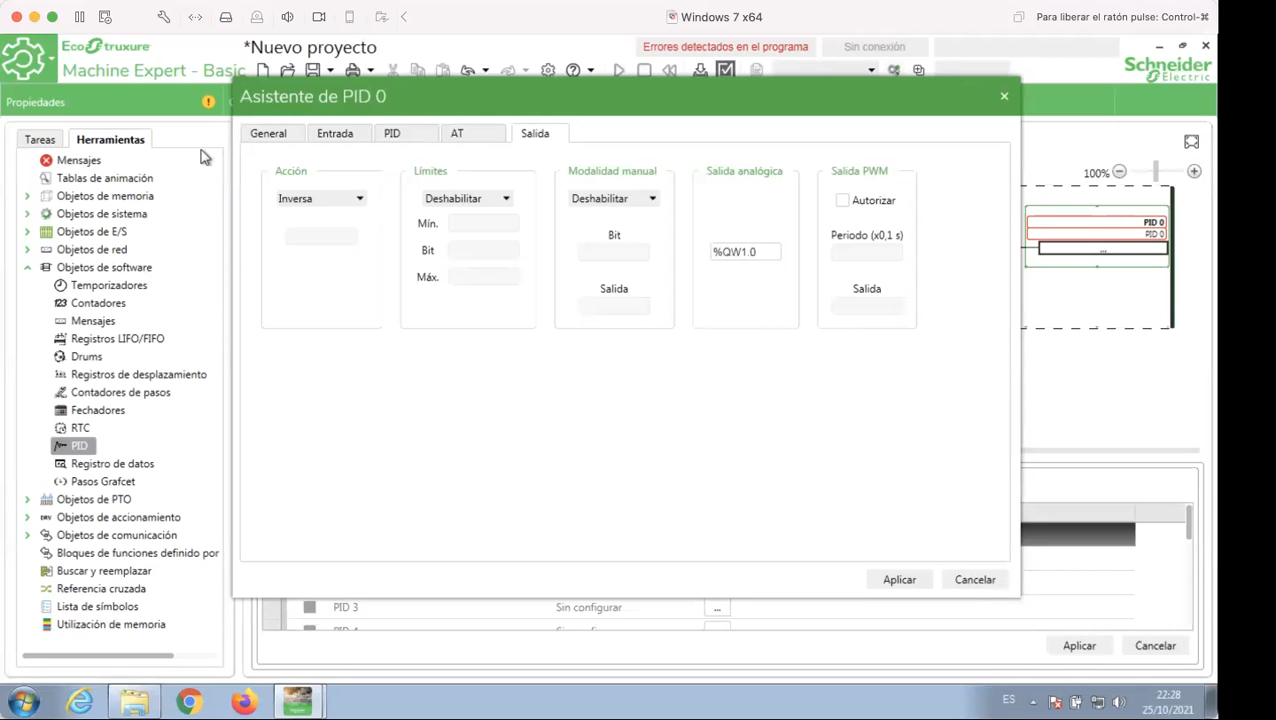 Windows 7 x64
Para liberar el ratón pulse: Control-⌘
EcoStruxure
Machine Expert - Basic
*Nuevo proyecto
Errores detectados en el programa
Sin conexión
Schneider
Electric
Propiedades
Asistente de PID 0
Tareas
Herramientas
General
Entrada
PID
AT
Salida
Mensajes
Tablas de animación
Objetos de memoria
Objetos de sistema
Objetos de E/S
Objetos de red
Objetos de software
Temporizadores
123 Contadores
Mensajes
Registros LIFO/FIFO
Drums
Registros de desplazamiento
Contadores de pasos
Fechadores
RTC
PID
Registro de datos
Pasos Grafcet
Objetos de PTO
DRV Objetos de accionamiento
Objetos de comunicación
Bloques de funciones definido por
Buscar y reemplazar
Referencia cruzada
Lista de símbolos
Utilización de memoria
Acción
Inversa
Límites
Deshabilitar
Mín.
Bit
Máx.
Modalidad manual
Deshabilitar
Bit
Salida
Salida analógica
%QW1.0
Salida PWM
Autorizar
Periodo (x0,1 s)
Salida
Aplicar
Cancelar
100%
PID 0
PID 0
...
PID 3
Sin configurar
...
Aplicar
Cancelar
ES
22:28
25/10/2021